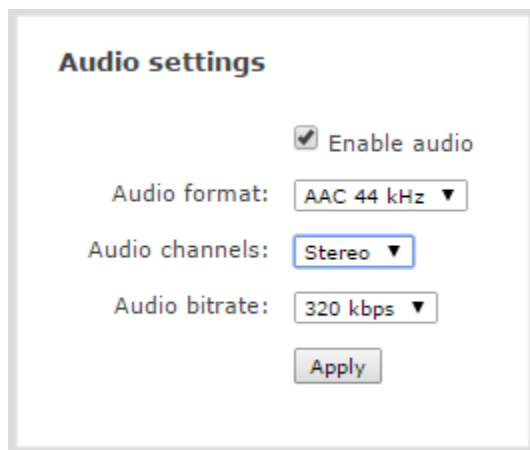 Audio settings
Enable audio
Audio format: AAC 44 kHz
Audio channels: Stereo
Audio bitrate: 320 kbps
Apply